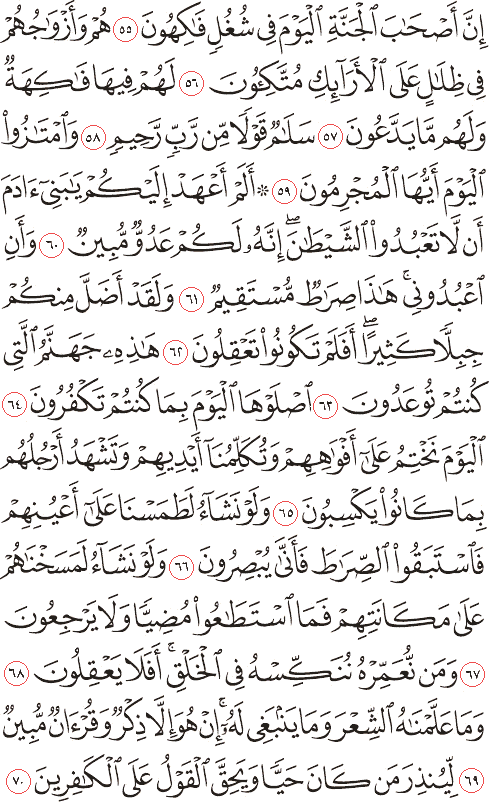 إِنَّ أَصْحَٰبَ ٱلْجَنَّةِ ٱلْيَوْمَ فِى شُغُلٍ فَٰكِهُونَ ٥٥ هُمْ وَأَزْوَٰجُهُمْ
فِى ظِلَٰلٍ عَلَى ٱلْأَرَآئِكِ مُتَّكِـُٔونَ ٥٦ لَهُمْ فِيهَا فَٰكِهَةٌ
وَلَهُم مَّا يَدَّعُونَ ٥٧ سَلَٰمٌ قَوْلًا مِّن رَّبٍّ رَّحِيمٍ ٥٨ وَٱمْتَٰزُوا۟
ٱلْيَوْمَ أَيُّهَا ٱلْمُجْرِمُونَ ٥٩ ۞ أَلَمْ أَعْهَدْ إِلَيْكُمْ يَٰبَنِىٓ ءَادَمَ
أَن لَّا تَعْبُدُوا۟ ٱلشَّيْطَٰنَ ۖ إِنَّهُۥ لَكُمْ عَدُوٌّ مُّبِينٌ ٦٠ وَأَنِ
ٱعْبُدُونِى ۚ هَٰذَا صِرَٰطٌ مُّسْتَقِيمٌ ٦١ وَلَقَدْ أَضَلَّ مِنكُمْ
جِبِلًّا كَثِيرًا ۖ أَفَلَمْ تَكُونُوا۟ تَعْقِلُونَ ٦٢ هَٰذِهِۦ جَهَنَّمُ ٱلَّتِى
كُنتُمْ تُوعَدُونَ ٦٣ ٱصْلَوْهَا ٱلْيَوْمَ بِمَا كُنتُمْ تَكْفُرُونَ ٦٤
ٱلْيَوْمَ نَخْتِمُ عَلَىٰٓ أَفْوَٰهِهِمْ وَتُكَلِّمُنَآ أَيْدِيهِمْ وَتَشْهَدُ أَرْجُلُهُم
بِمَا كَانُوا۟ يَكْسِبُونَ ٦٥ وَلَوْ نَشَآءُ لَطَمَسْنَا عَلَىٰٓ أَعْيُنِهِمْ
فَٱسْتَبَقُوا۟ ٱلصِّرَٰطَ فَأَنَّىٰ يُبْصِرُونَ ٦٦ وَلَوْ نَشَآءُ لَمَسَخْنَٰهُمْ
عَلَىٰ مَكَانَتِهِمْ فَمَا ٱسْتَطَٰعُوا۟ مُضِيًّا وَلَا يَرْجِعُونَ
٦٧ وَمَن نُّعَمِّرْهُ نُنَكِّسْهُ فِى ٱلْخَلْقِ ۖ أَفَلَا يَعْقِلُونَ ٦٨
وَمَا عَلَّمْنَٰهُ ٱلشِّعْرَ وَمَا يَنۢبَغِى لَهُۥٓ ۚ إِنْ هُوَ إِلَّا ذِكْرٌ وَقُرْءَانٌ مُّبِينٌ
٦٩ لِّيُنذِرَ مَن كَانَ حَيًّا وَيَحِقَّ ٱلْقَوْلُ عَلَى ٱلْكَٰفِرِينَ ٧٠